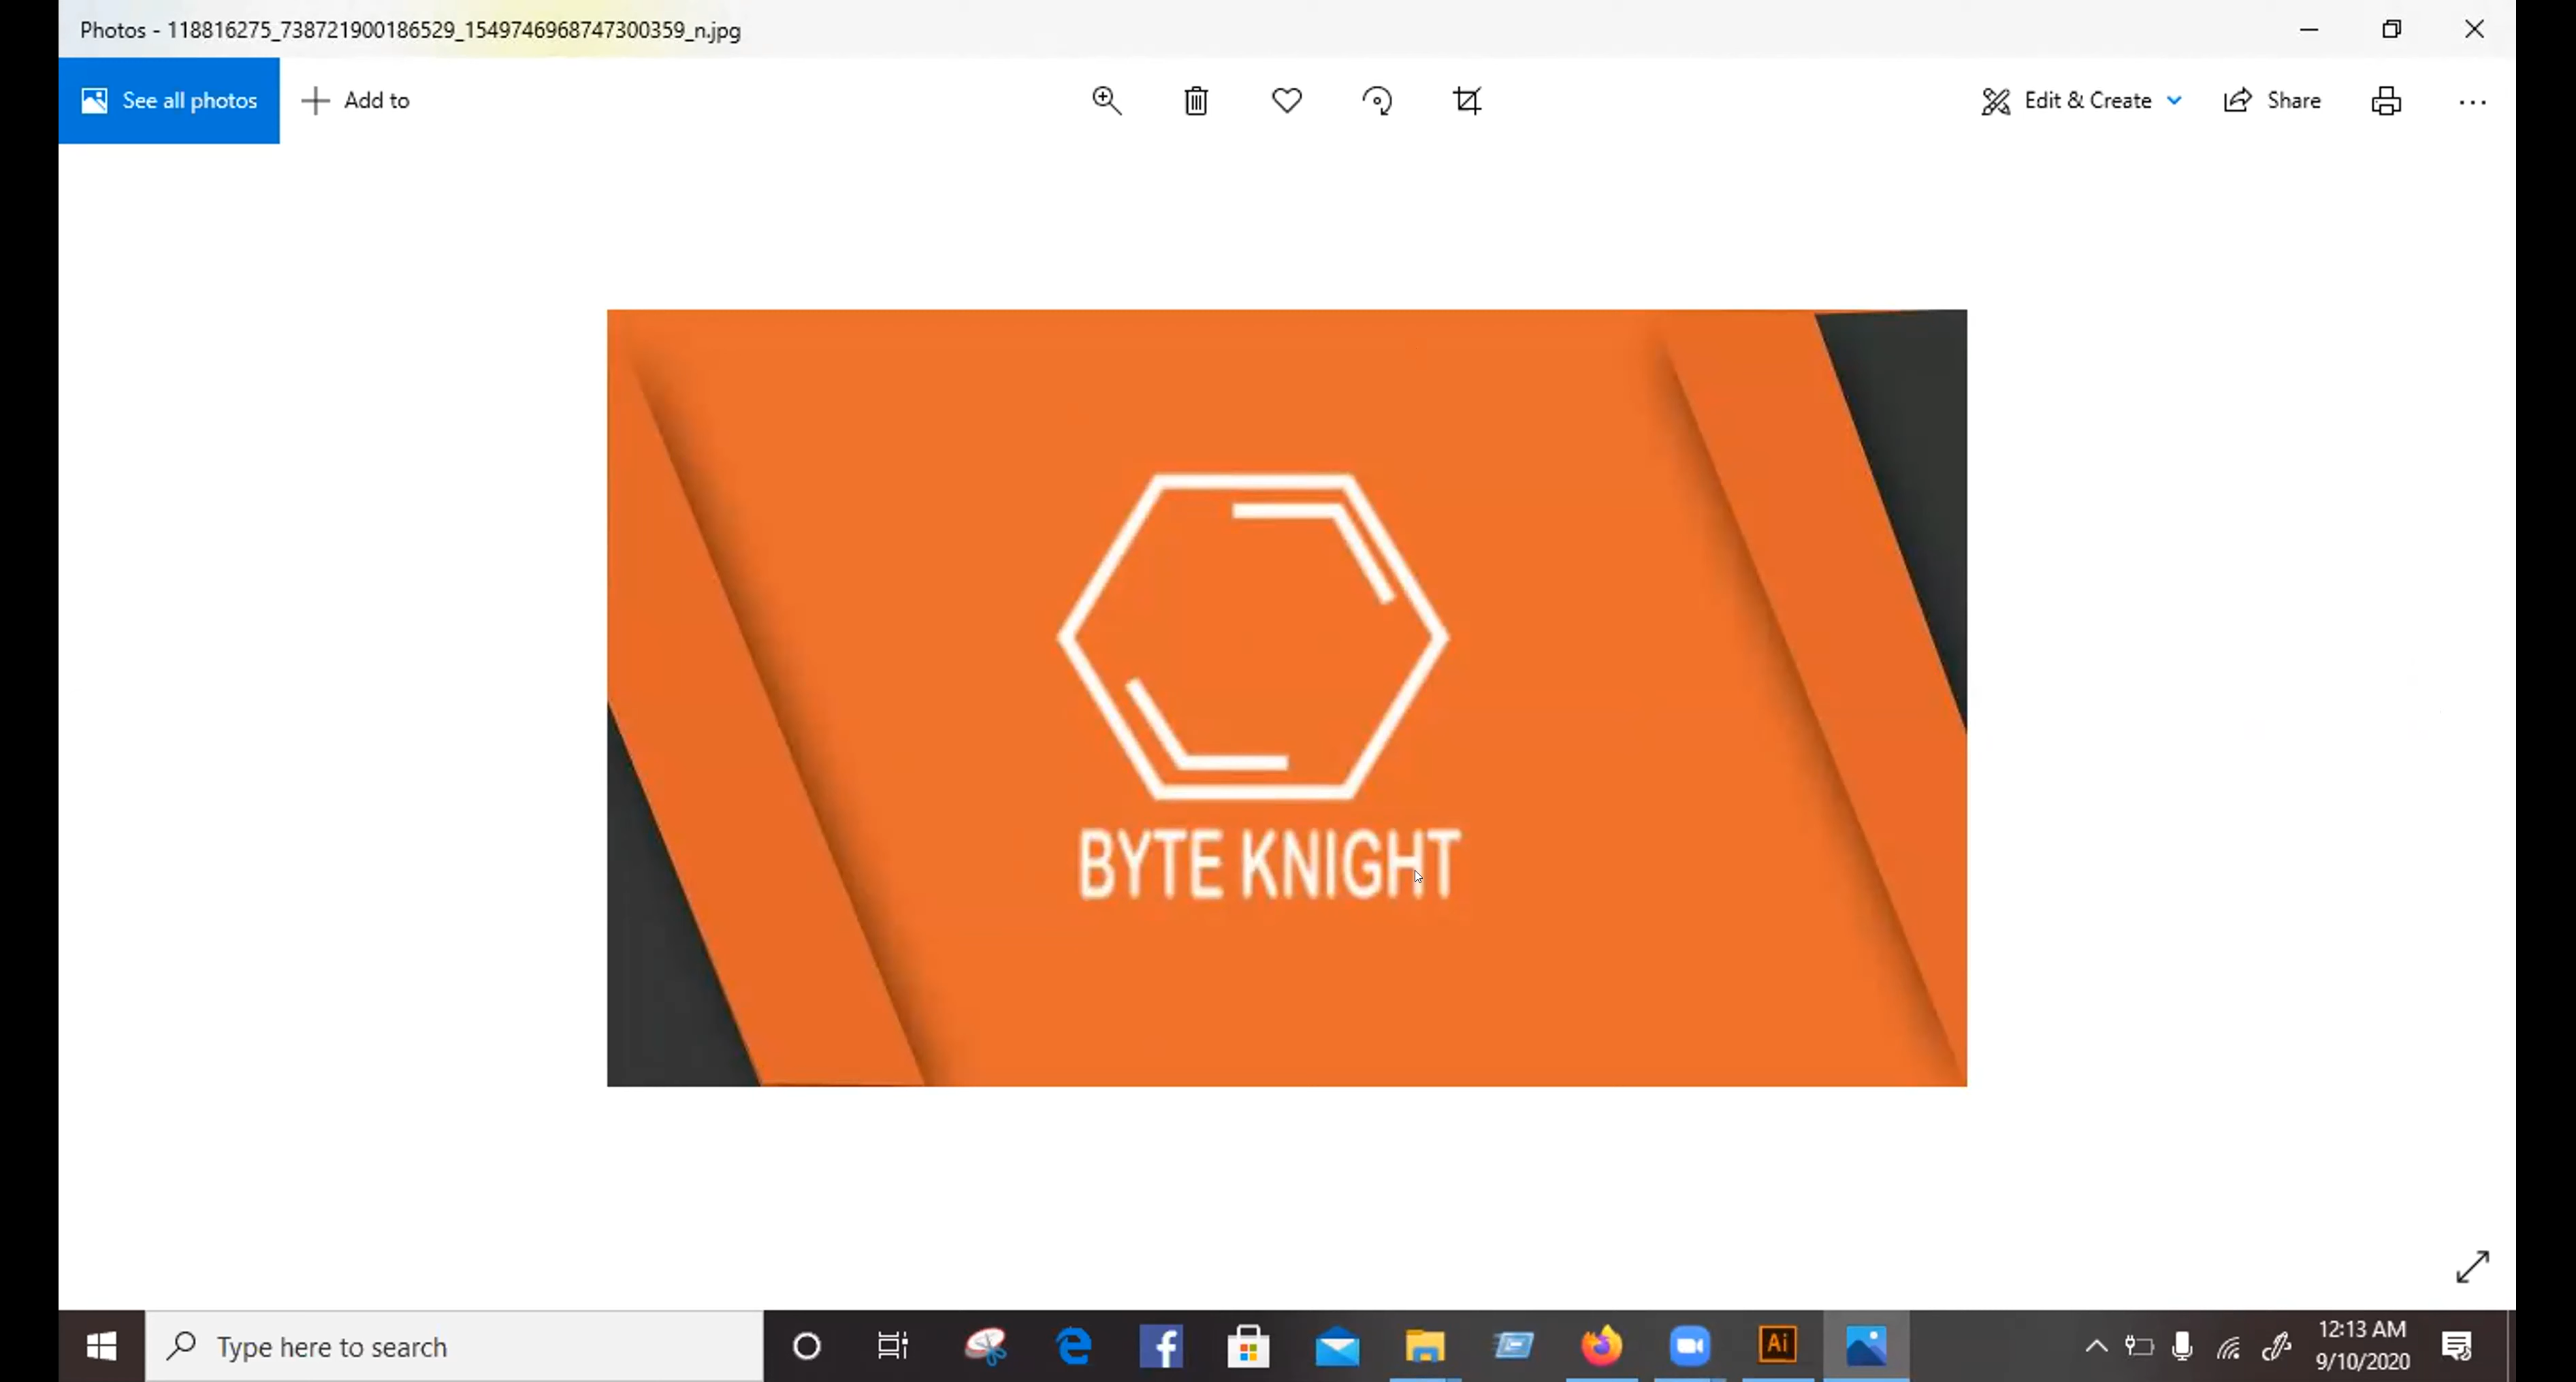 Photos - 118816275_738721900186529_1549746968747300359_n.jpg
See all photos
Add to
Edit & Create
Share
BYTE KNIGHT
Type here to search
Ai
12:13 AM
9/10/2020